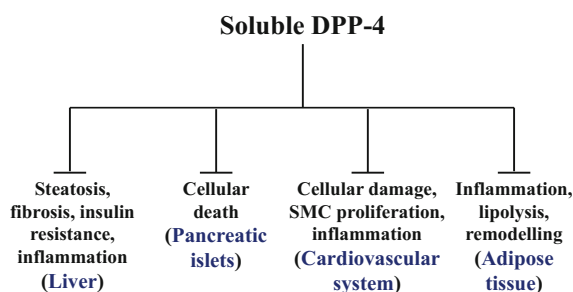 Soluble DPP-4
Steatosis,
fibrosis, insulin
resistance,
inflammation
(Liver)
Cellular
death
(Pancreatic
islets)
Cellular damage,
SMC proliferation,
inflammation
(Cardiovascular
system)
Inflammation,
lipolysis,
remodelling
(Adipose
tissue)